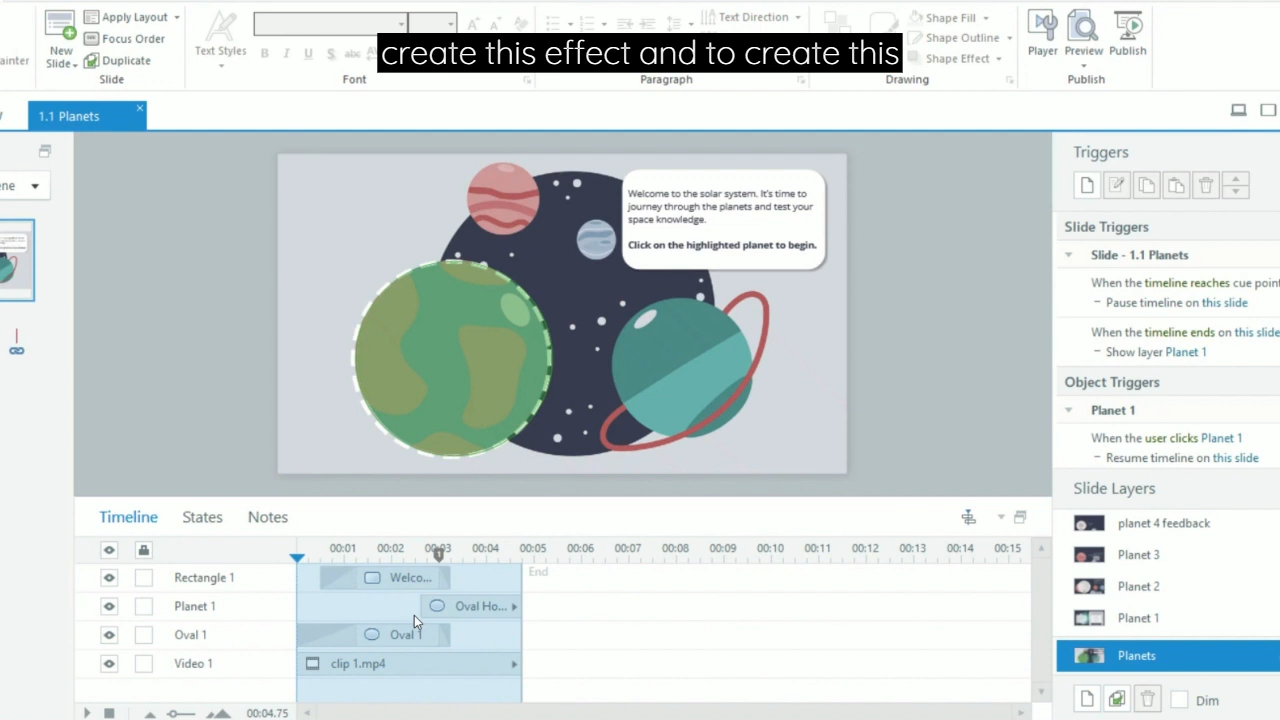 Apply Layout
Focus Order
Duplicate
New
Slide
Slide
Text Styles
B I U S abc
Font
create this effect and to create this
Text Direction
Paragraph
Shape Fill
Shape Outline
Shape Effect
Drawing
Player
Preview
Publish
Publish
ainter
1.1 Planets
ne
Welcome to the solar system. It's time to
journey through the planets and test your
space knowledge.
Click on the highlighted planet to begin.
Triggers
Slide Triggers
Slide - 1.1 Planets
When the timeline reaches cue point
– Pause timeline on this slide
When the timeline ends on this slide
– Show layer Planet 1
Object Triggers
Planet 1
When the user clicks Planet 1
– Resume timeline on this slide
Slide Layers
planet 4 feedback
Planet 3
Planet 2
Planet 1
Planets
Dim
Timeline States Notes
00:01 00:02 00:03 00:04 00:05 00:06 00:07 00:08 00:09 00:10 00:11 00:12 00:13 00:14 00:15
1
Rectangle 1 Welco... End
Planet 1 Oval Ho...
Oval 1 Oval 1
Video 1 clip 1.mp4
00:04.75